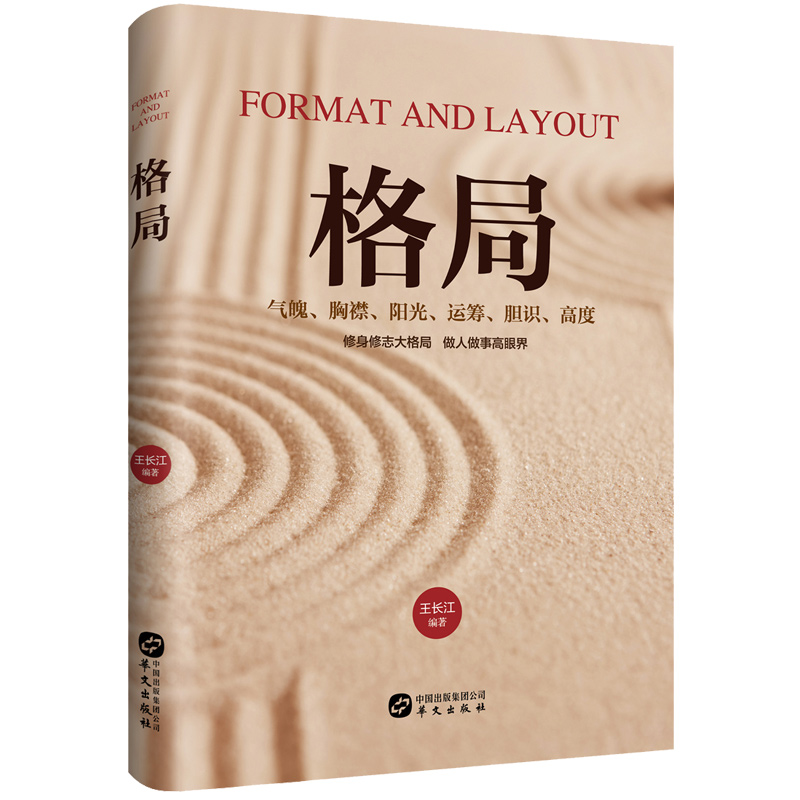 FORMAT AND LAYOUT
格局
气魄、胸襟、阳光、运筹、胆识、高度
修身修志大格局 做人做事高眼界
王长江
编著
中国出版集团公司
华文出版社
FORMAT
AND
LAYOUT
格局
王长江
编著
中国出版集团公司
华文出版社